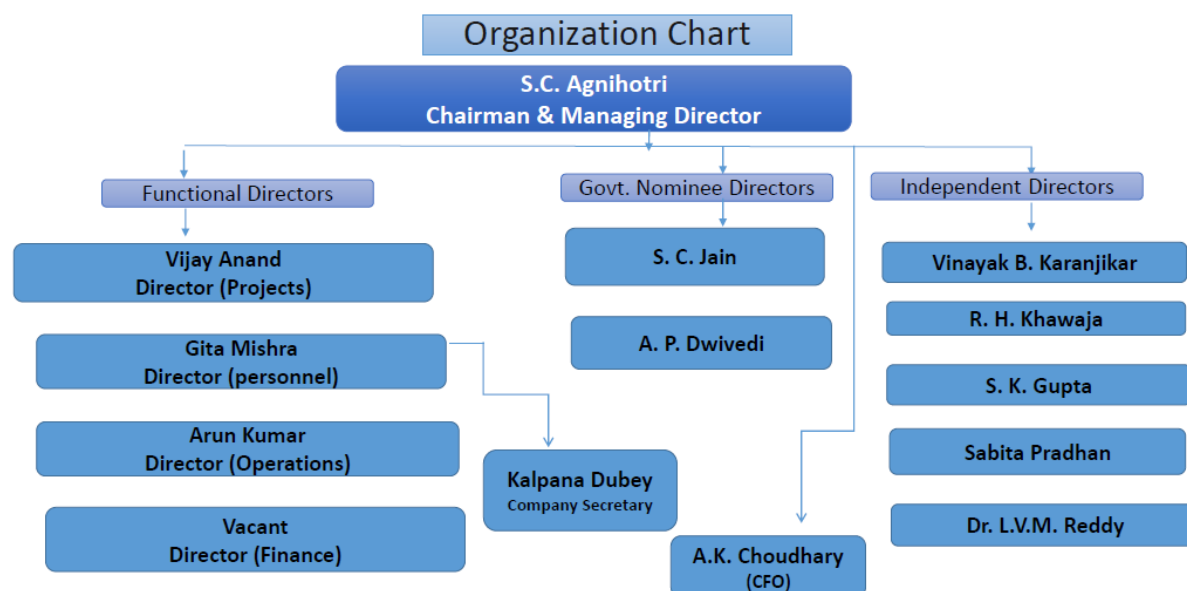 Organization Chart
S.C. Agnihotri
Chairman & Managing Director
Functional Directors
Vijay Anand
Director (Projects)
Gita Mishra
Director (personnel)
Arun Kumar
Director (Operations)
Vacant
Director (Finance)
Kalpana Dubey
Company Secretary
Govt. Nominee Directors
S. C. Jain
A. P. Dwivedi
A.K. Choudhary
(CFO)
Independent Directors
Vinayak B. Karanjikar
R. H. Khawaja
S. K. Gupta
Sabita Pradhan
Dr. L.V.M. Reddy